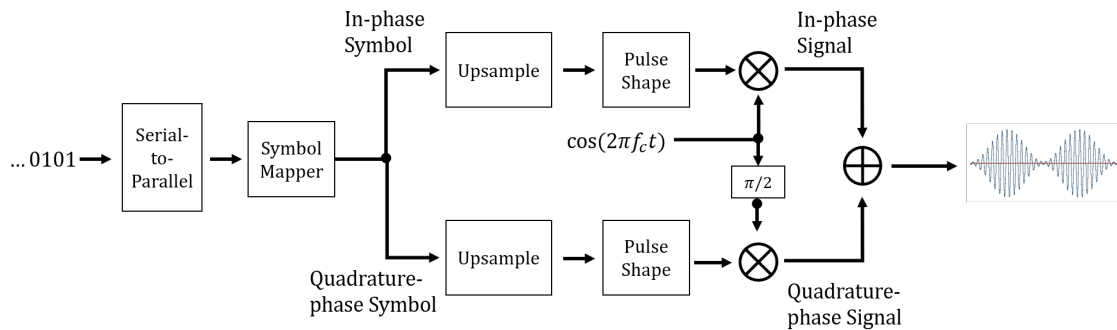 In-phase
Symbol
Upsample
Pulse
Shape
In-phase
Signal
... 0101
Serial-
to-
Parallel
Symbol
Mapper
cos(2πf_c t)
π/2
Quadrature-
phase Symbol
Upsample
Pulse
Shape
Quadrature-
phase Signal